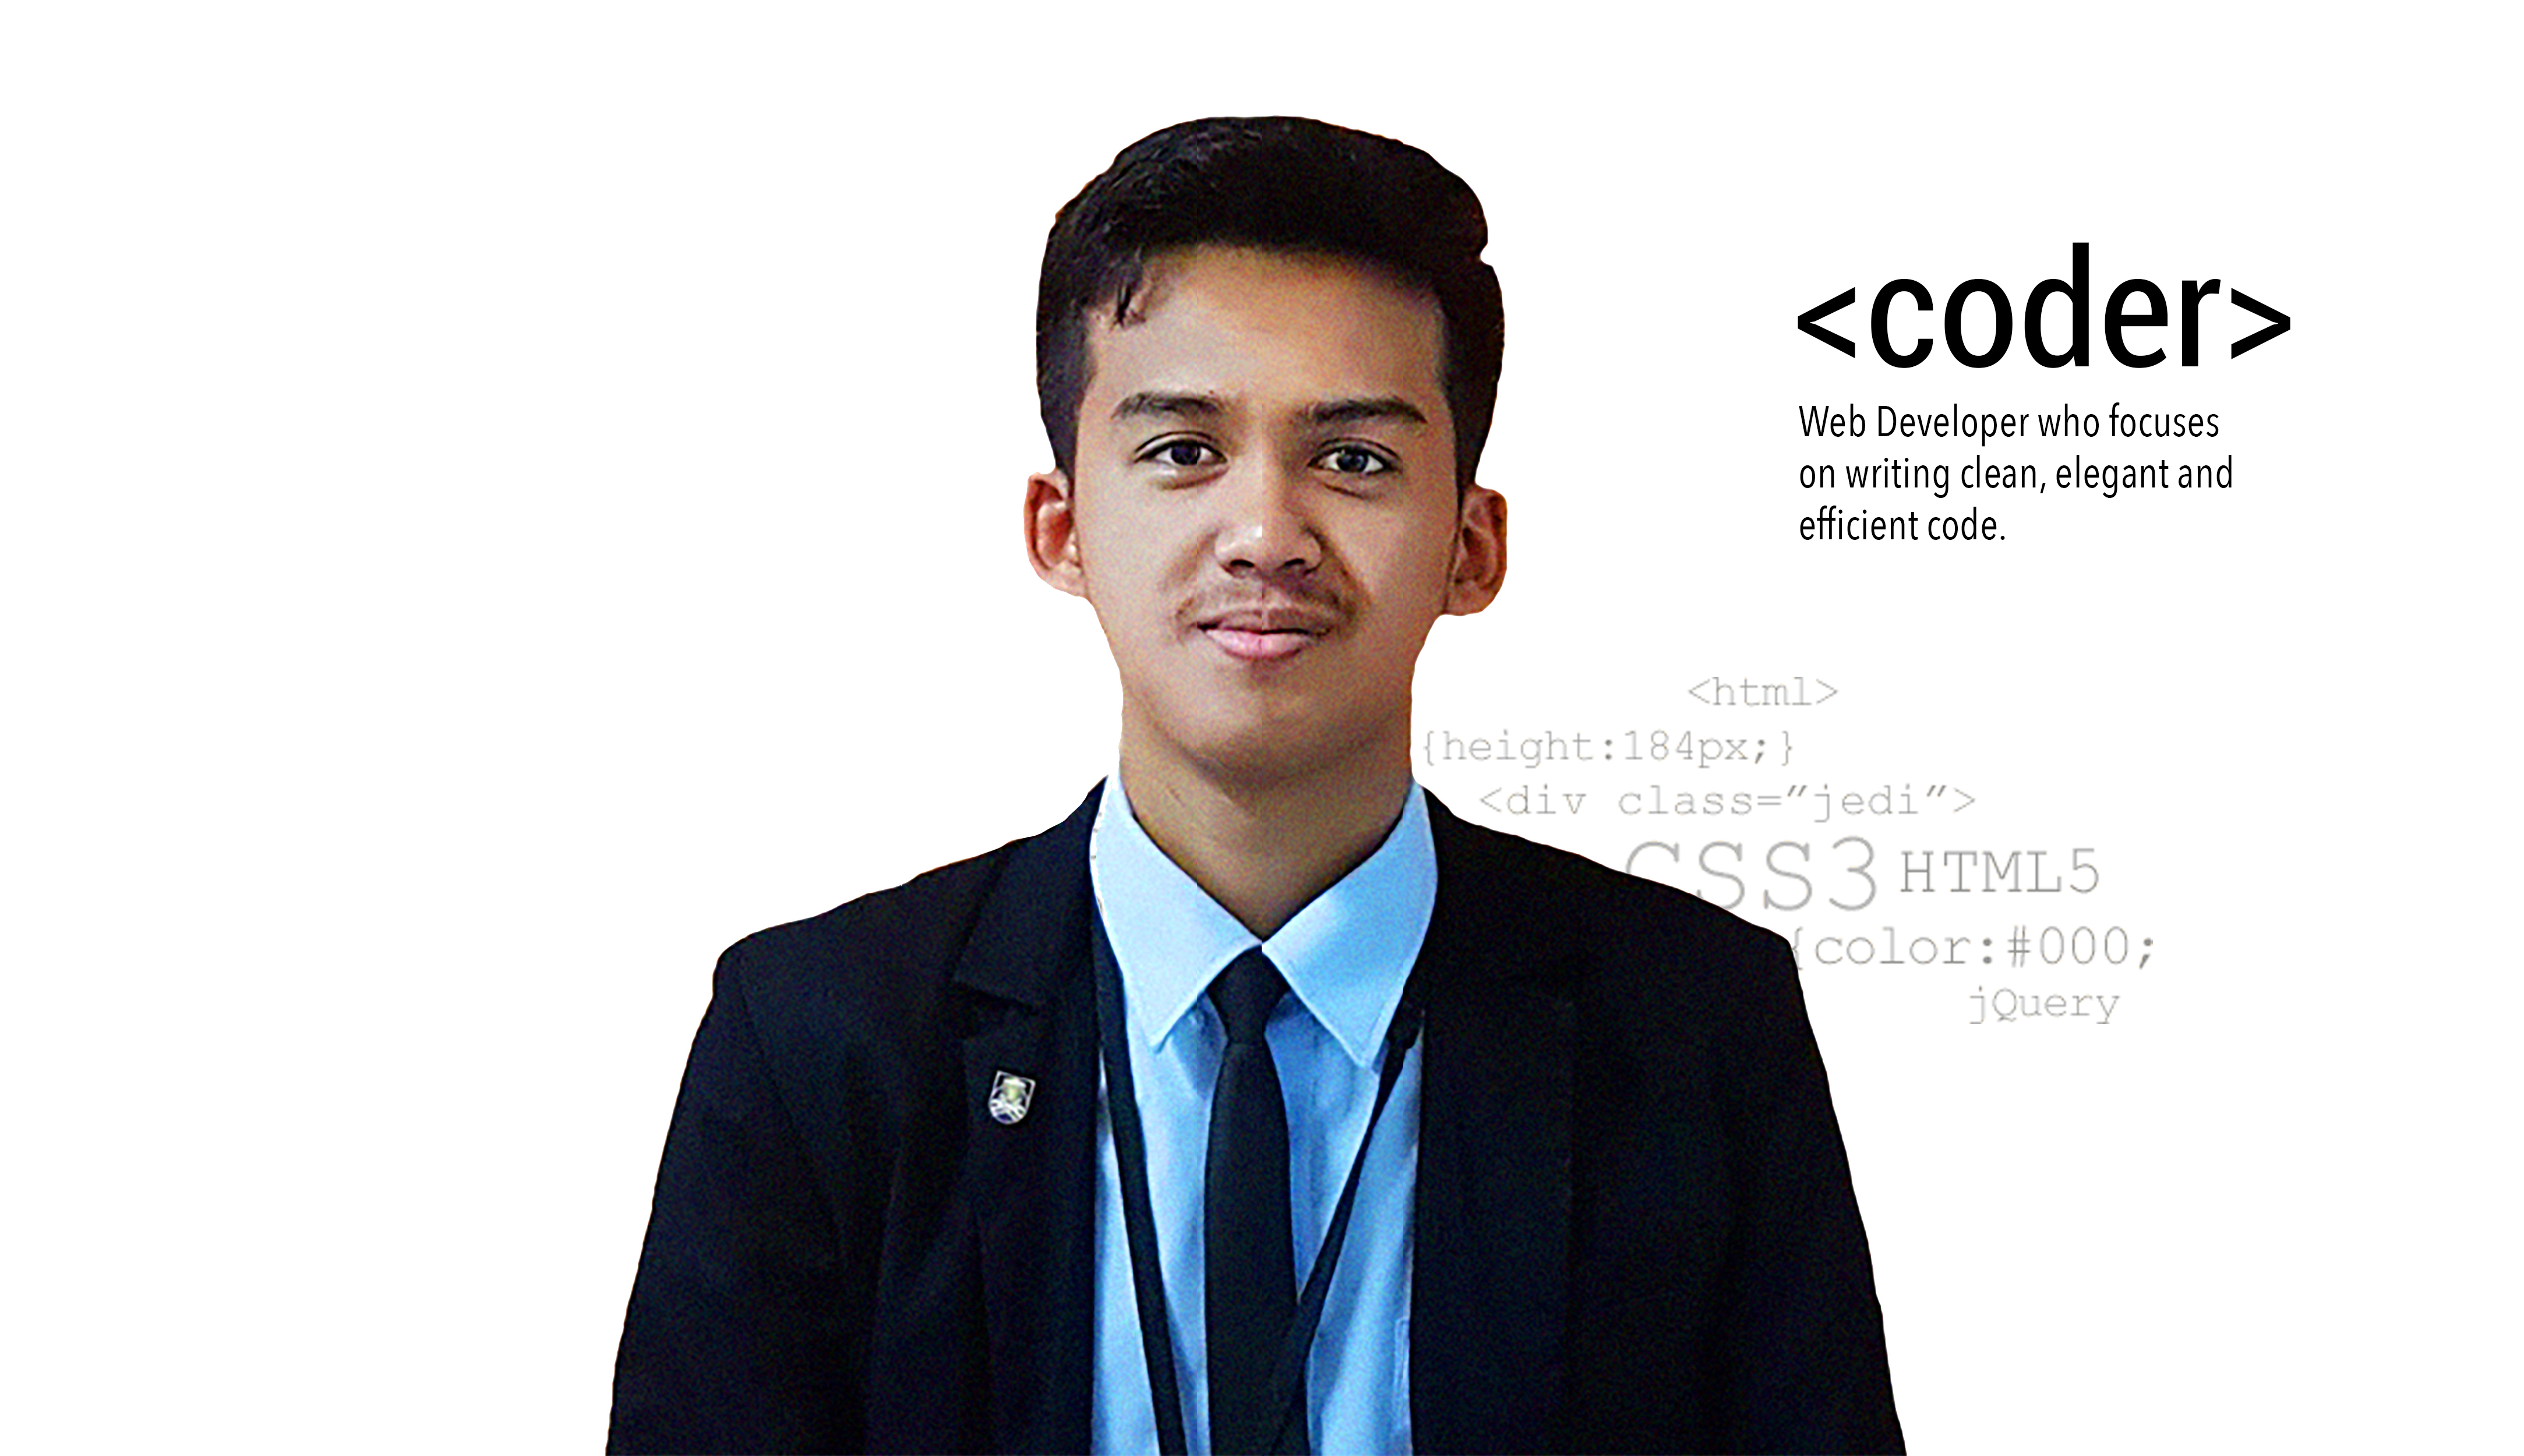 <coder>
Web Developer who focuses
on writing clean, elegant and
efficient code.
<html>
{height:184px;}
<div class=”jedi”>
CSS3 HTML5
{color:#000;
jQuery